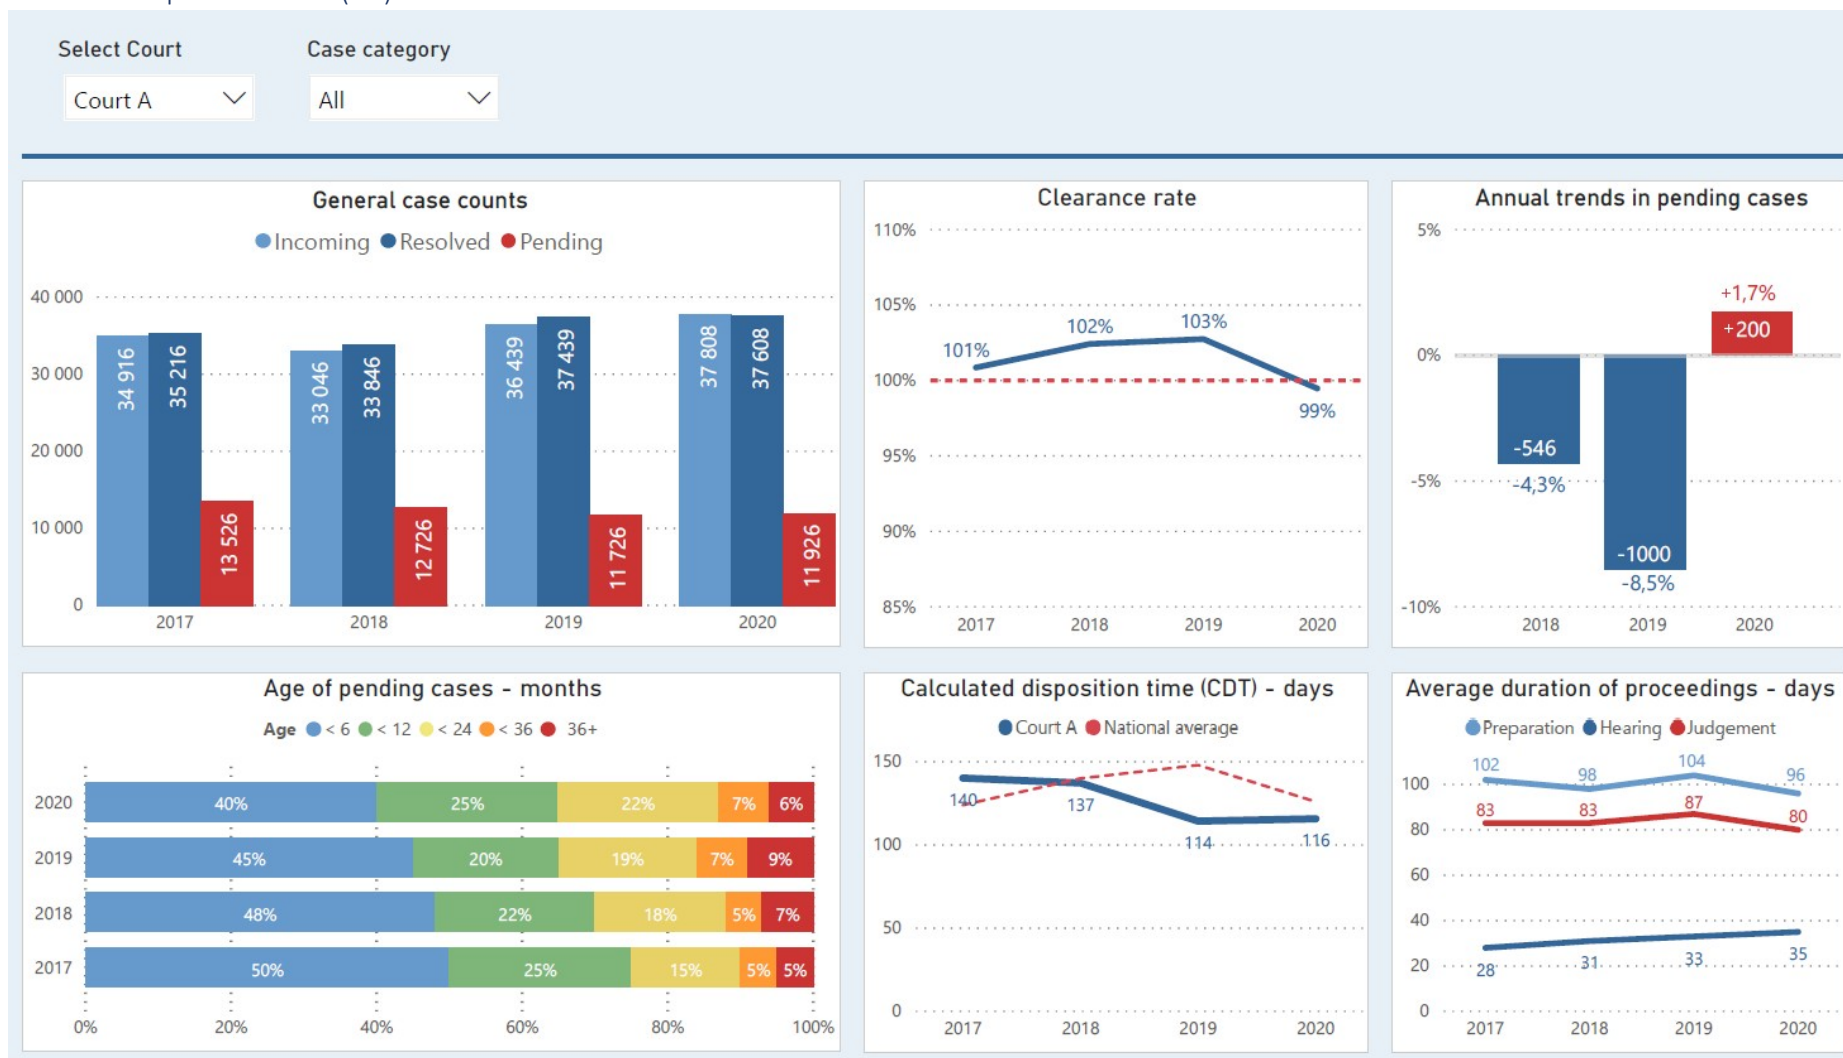 Select Court
Case category
Court A
All
General case counts
Incoming Resolved Pending
40 000
30 000
20 000
10 000
0
34 916
35 216
13 526
33 046
33 846
12 726
36 439
37 439
11 726
37 808
37 608
11 926
2017 2018 2019 2020
Clearance rate
110%
105%
100%
95%
90%
85%
101%
102%
103%
99%
2017 2018 2019 2020
Annual trends in pending cases
5%
0%
-5%
-10%
-546
-4,3%
-1000
-8,5%
+1,7%
+200
2018 2019 2020
Age of pending cases - months
Age < 6 < 12 < 24 < 36 36+
2020 40% 25% 22% 7% 6%
2019 45% 20% 19% 7% 9%
2018 48% 22% 18% 5% 7%
2017 50% 25% 15% 5% 5%
0% 20% 40% 60% 80% 100%
Calculated disposition time (CDT) - days
Court A National average
150
100
50
0
140
137
114
116
2017 2018 2019 2020
Average duration of proceedings - days
Preparation Hearing Judgement
100
80
60
40
20
0
102 98 104 96
83 83 87 80
28 31 33 35
2017 2018 2019 2020